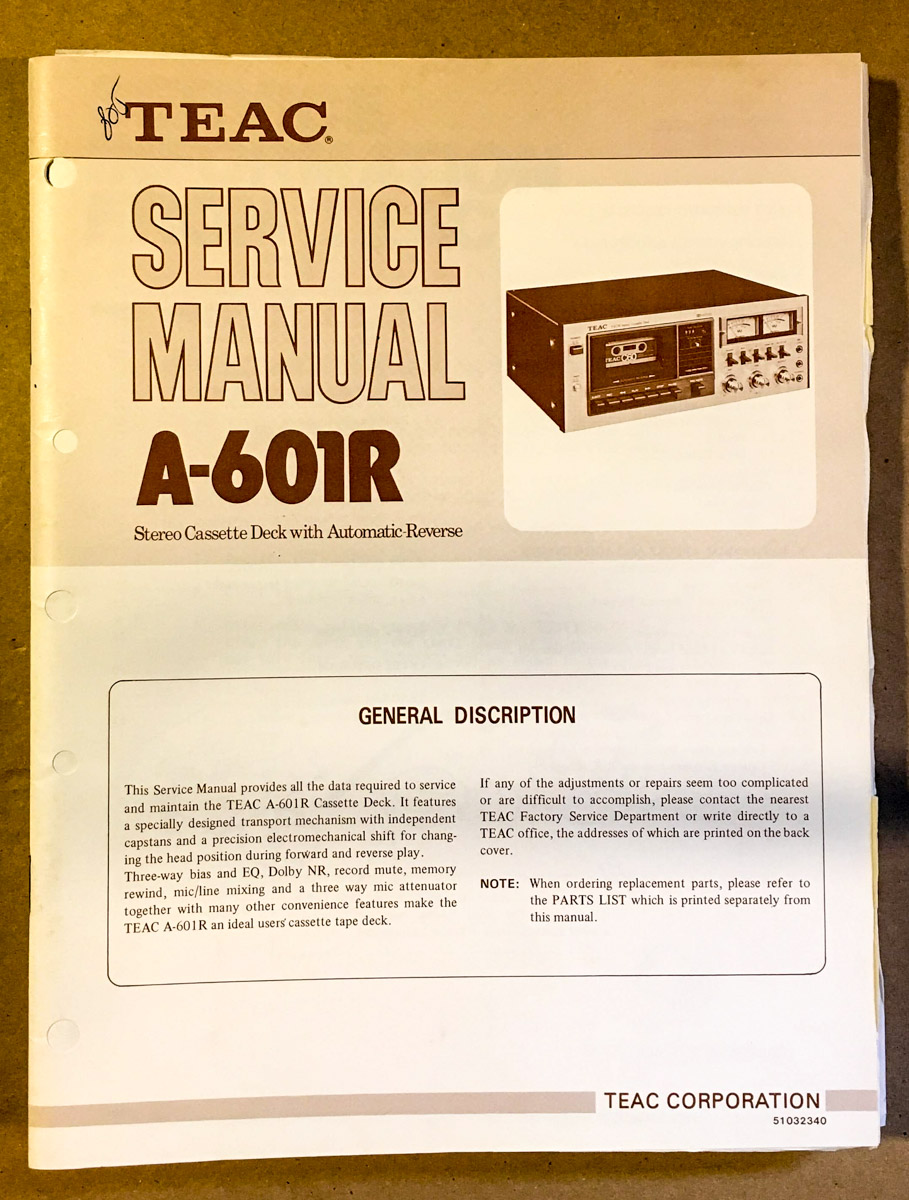 TEAC®
SERVICE
MANUAL
A-601R
Stereo Cassette Deck with Automatic-Reverse
TEAC
TEAC C60
GENERAL DISCRIPTION
This Service Manual provides all the data required to service
and maintain the TEAC A-601R Cassette Deck. It features
a specially designed transport mechanism with independent
capstans and a precision electromechanical shift for chang-
ing the head position during forward and reverse play.
Three-way bias and EQ, Dolby NR, record mute, memory
rewind, mic/line mixing and a three way mic attenuator
together with many other convenience features make the
TEAC A-601R an ideal users' cassette tape deck.
If any of the adjustments or repairs seem too complicated
or are difficult to accomplish, please contact the nearest
TEAC Factory Service Department or write directly to a
TEAC office, the addresses of which are printed on the back
cover.
NOTE: When ordering replacement parts, please refer to
the PARTS LIST which is printed separately from
this manual.
TEAC CORPORATION
51032340